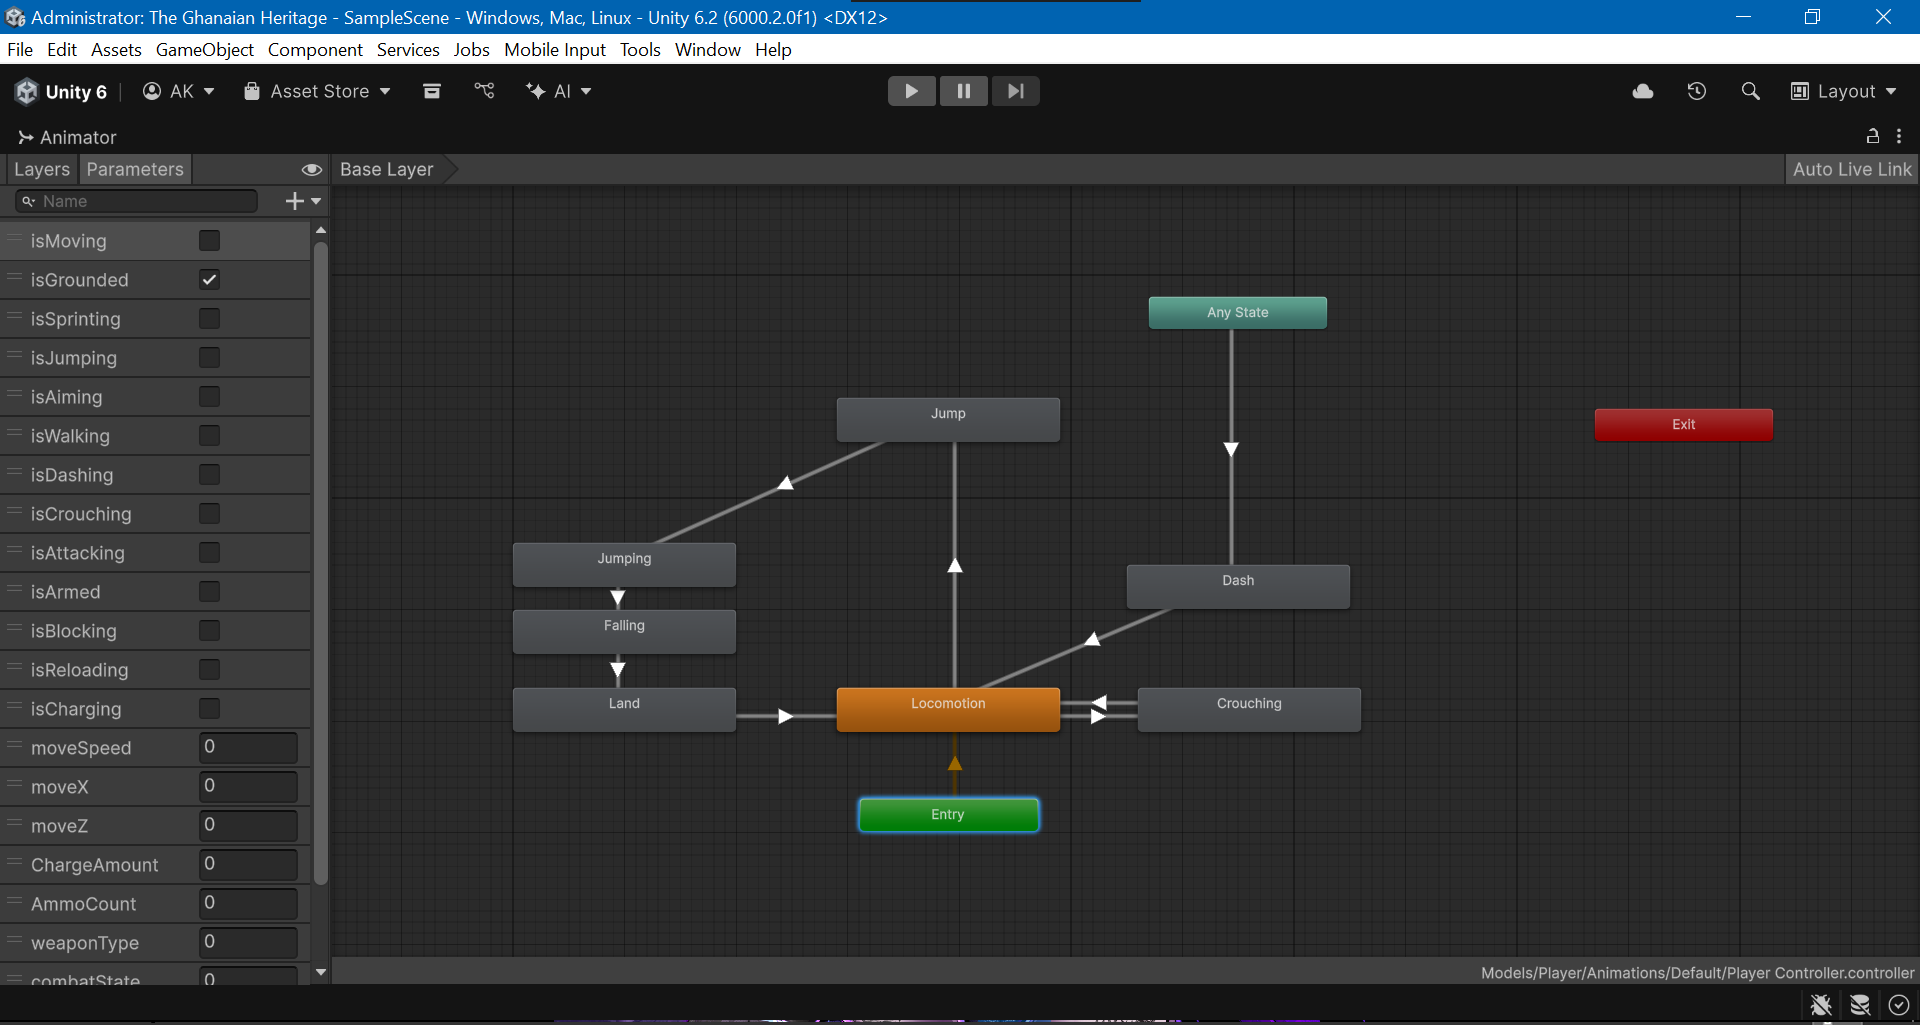 Administrator: The Ghanaian Heritage - SampleScene - Windows, Mac, Linux - Unity 6.2 (6000.2.0f1) <DX12>
File Edit Assets GameObject Component Services Jobs Mobile Input Tools Window Help
Unity 6 AK Asset Store AI Layout
Animator
Layers Parameters Base Layer Auto Live Link
Name
isMoving
isGrounded
isSprinting
isJumping
isAiming
isWalking
isDashing
isCrouching
isAttacking
isArmed
isBlocking
isReloading
isCharging
moveSpeed 0
moveX 0
moveZ 0
ChargeAmount 0
AmmoCount 0
weaponType 0
combatState 0
Any State
Jump
Exit
Jumping
Dash
Falling
Land
Locomotion
Crouching
Entry
Models/Player/Animations/Default/Player Controller.controller